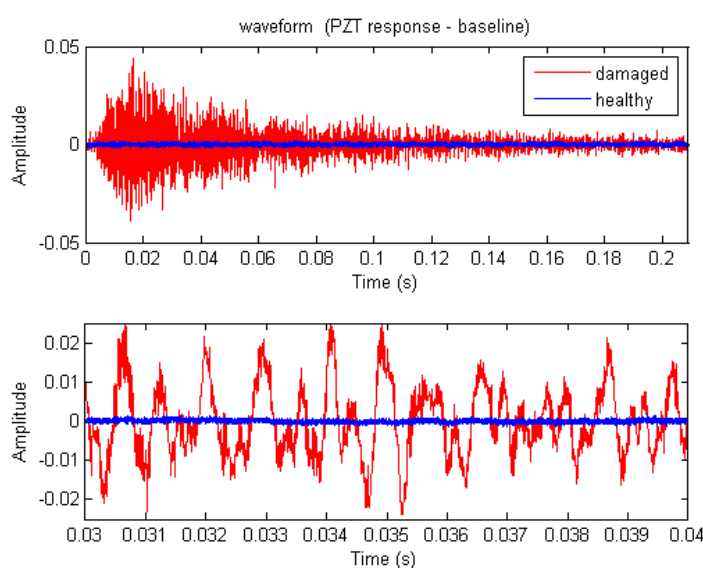 waveform (PZT response - baseline)
0.05
0
-0.05
Amplitude
damaged
healthy
0 0.02 0.04 0.06 0.08 0.1 0.12 0.14 0.16 0.18 0.2
Time (s)
0.02
0.01
0
-0.01
-0.02
Amplitude
0.03 0.031 0.032 0.033 0.034 0.035 0.036 0.037 0.038 0.039 0.04
Time (s)